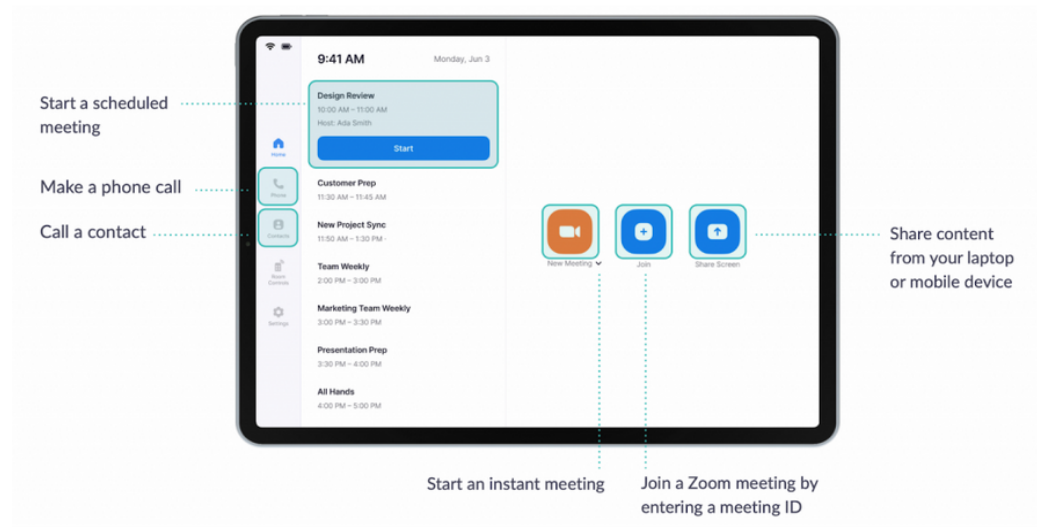 9:41 AM
Monday, Jun 3
Design Review
10:00 AM – 11:00 AM
Host: Ada Smith
Start
Customer Prep
11:30 AM – 11:45 AM
New Project Sync
11:50 AM – 1:30 PM -
Team Weekly
2:00 PM – 3:00 PM
Marketing Team Weekly
3:00 PM – 3:30 PM
Presentation Prep
3:30 PM – 4:00 PM
All Hands
4:00 PM – 5:00 PM
Home
Phone
Contacts
Room
Controls
Settings
New Meeting
Join
Share Screen
Start a scheduled
meeting
Make a phone call
Call a contact
Share content
from your laptop
or mobile device
Start an instant meeting
Join a Zoom meeting by
entering a meeting ID